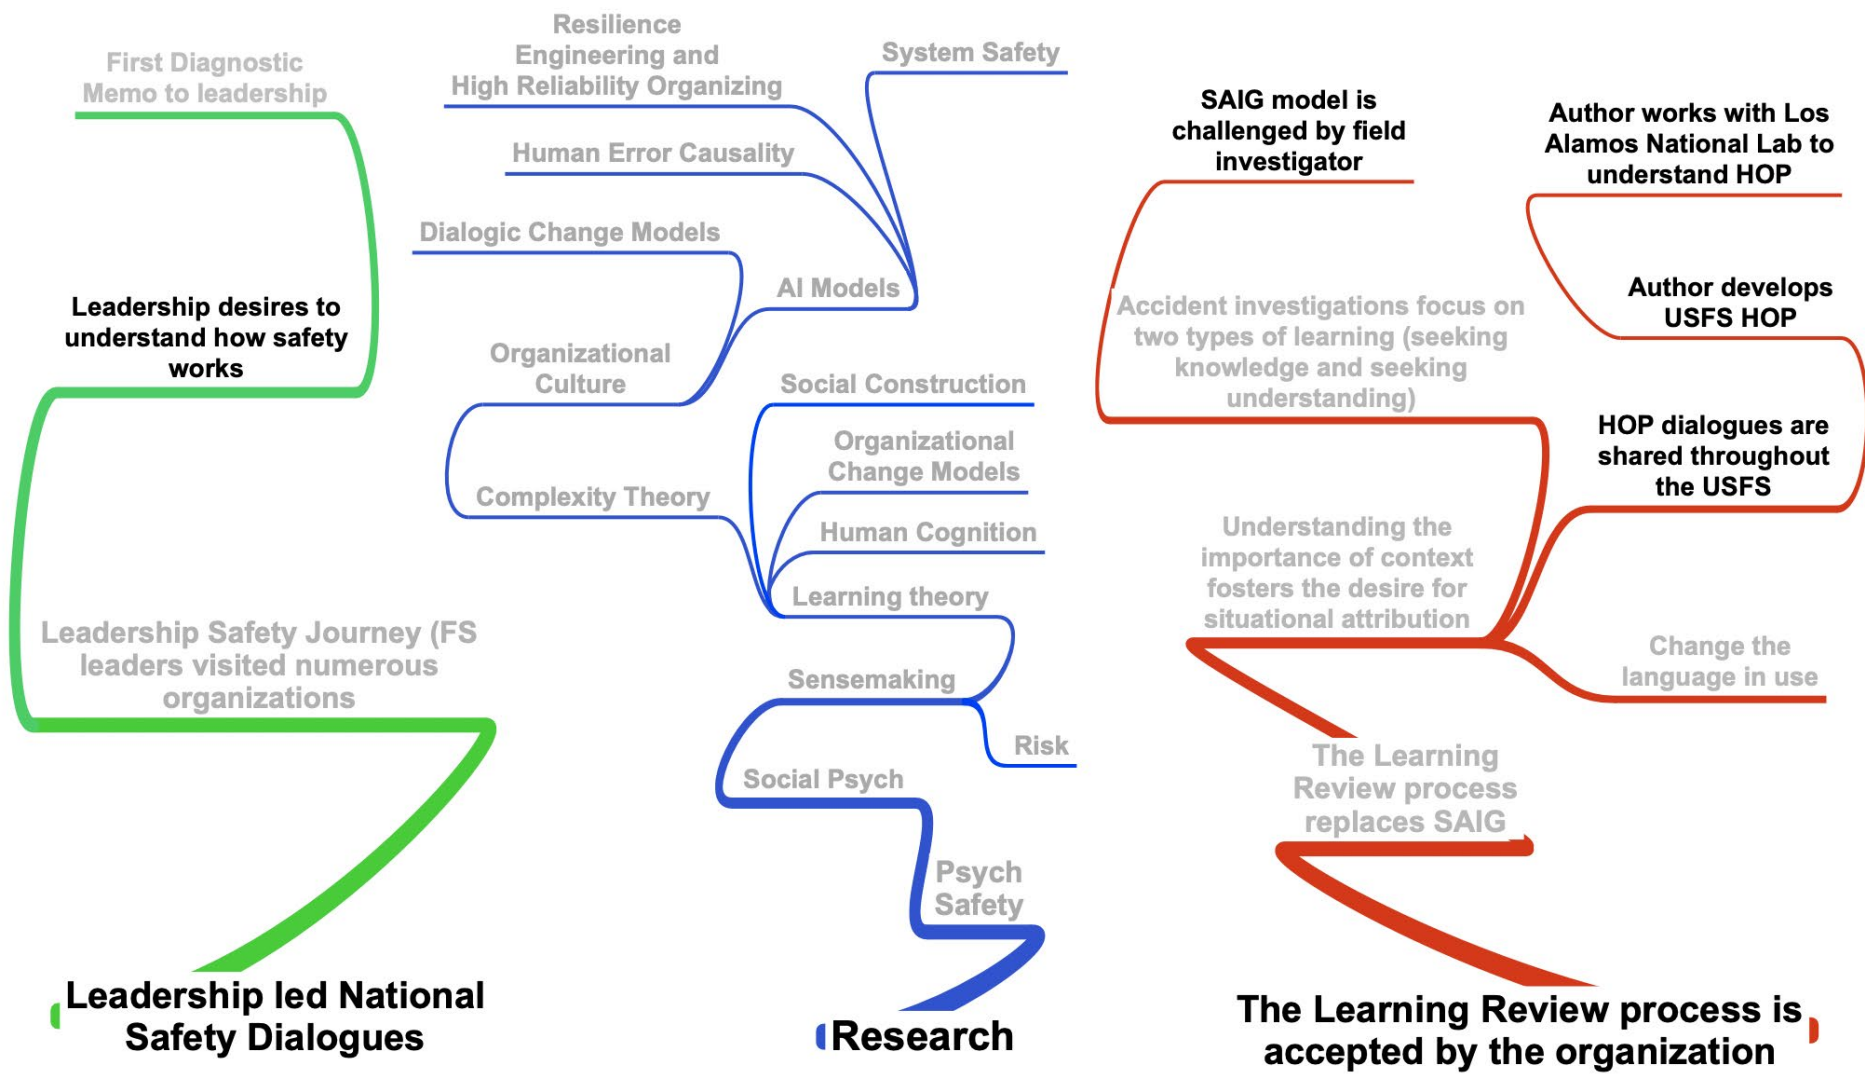 First Diagnostic
Memo to leadership
Leadership desires to
understand how safety
works
Leadership Safety Journey (FS
leaders visited numerous
organizations
Leadership led National
Safety Dialogues
Resilience
Engineering and
High Reliability Organizing
System Safety
Human Error Causality
Dialogic Change Models
AI Models
Organizational
Culture
Social Construction
Organizational
Change Models
Complexity Theory
Human Cognition
Learning theory
Sensemaking
Risk
Social Psych
Psych
Safety
Research
SAIG model is
challenged by field
investigator
Author works with Los
Alamos National Lab to
understand HOP
Accident investigations focus on
two types of learning (seeking
knowledge and seeking
understanding)
Author develops
USFS HOP
HOP dialogues are
shared throughout
the USFS
Understanding the
importance of context
fosters the desire for
situational attribution
Change the
language in use
The Learning
Review process
replaces SAIG
The Learning Review process is
accepted by the organization